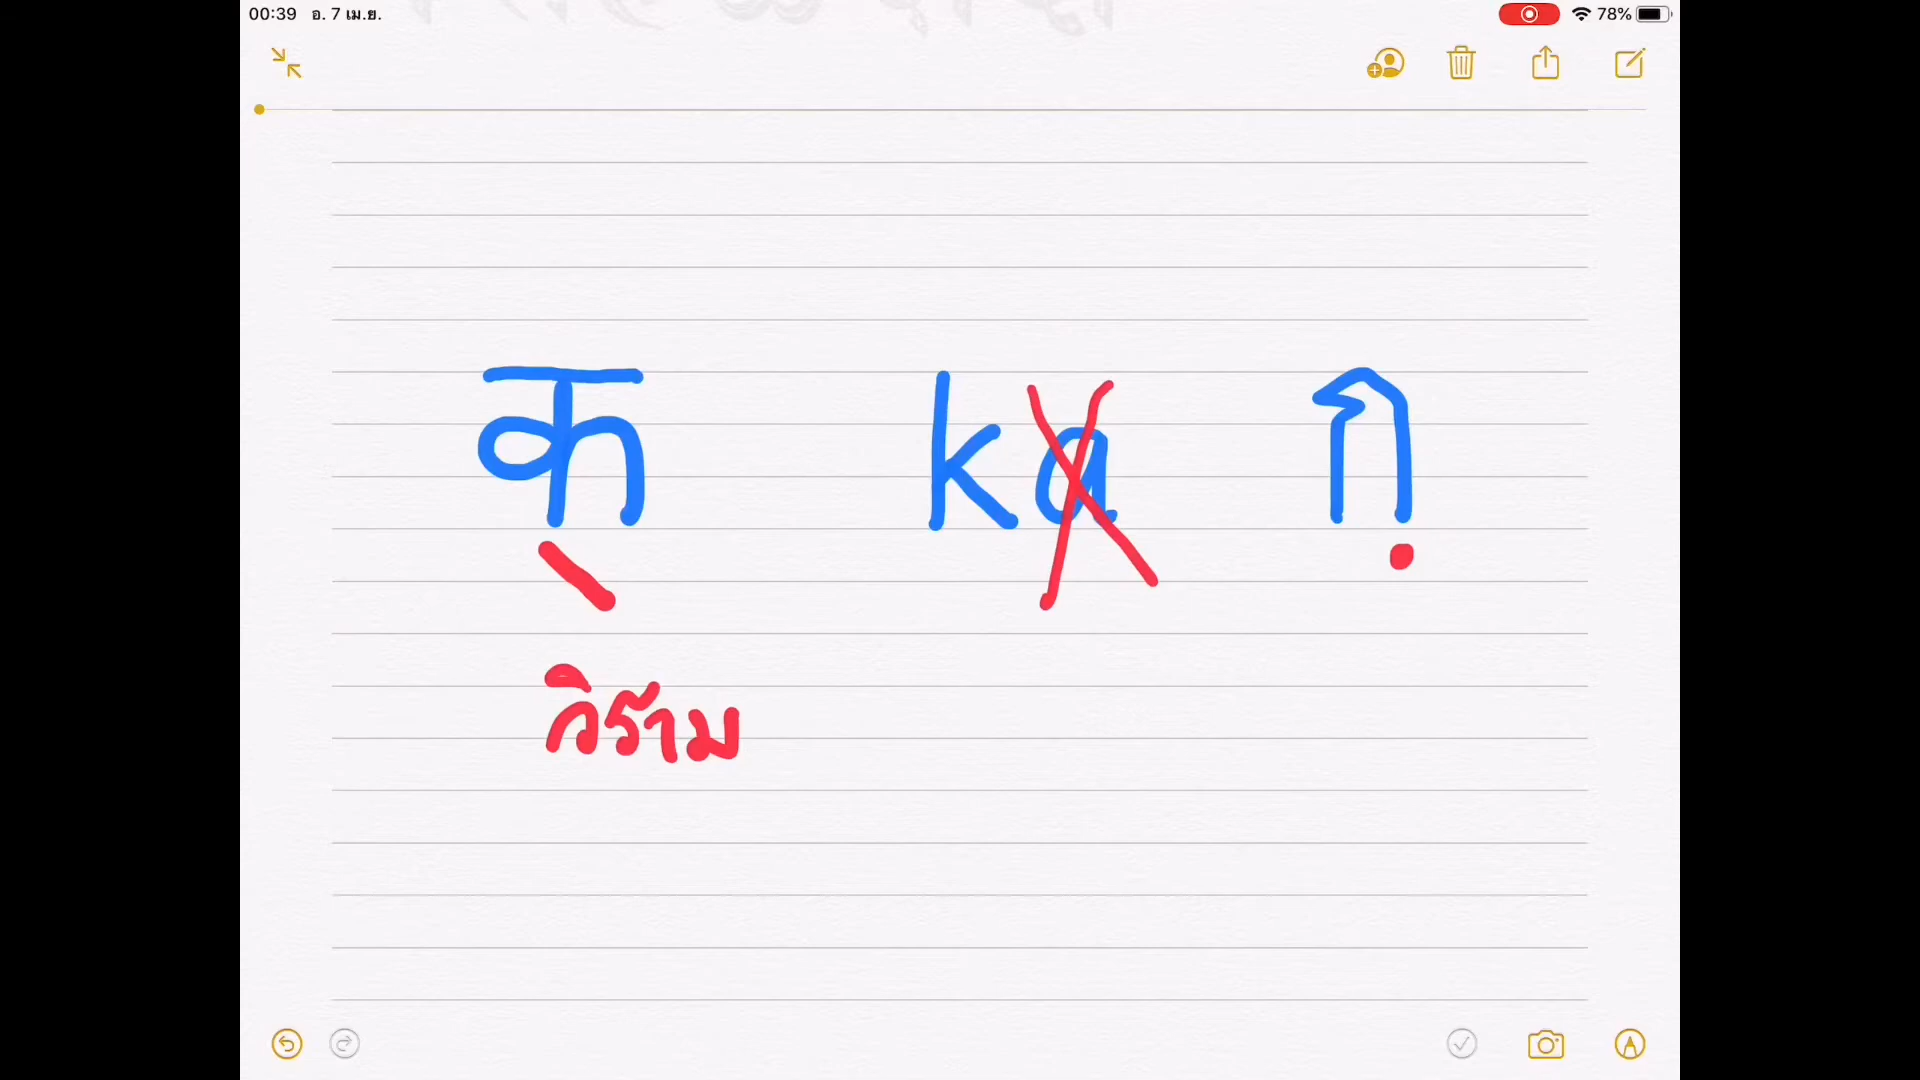 00:39 อ. 7 เม.ย. 78%
क् ka กฺ
วิราม